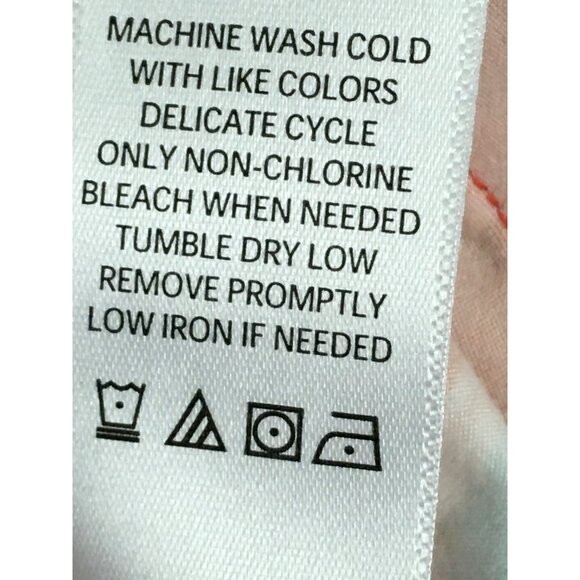 MACHINE WASH COLD
WITH LIKE COLORS
DELICATE CYCLE
ONLY NON-CHLORINE
BLEACH WHEN NEEDED
TUMBLE DRY LOW
REMOVE PROMPTLY
LOW IRON IF NEEDED